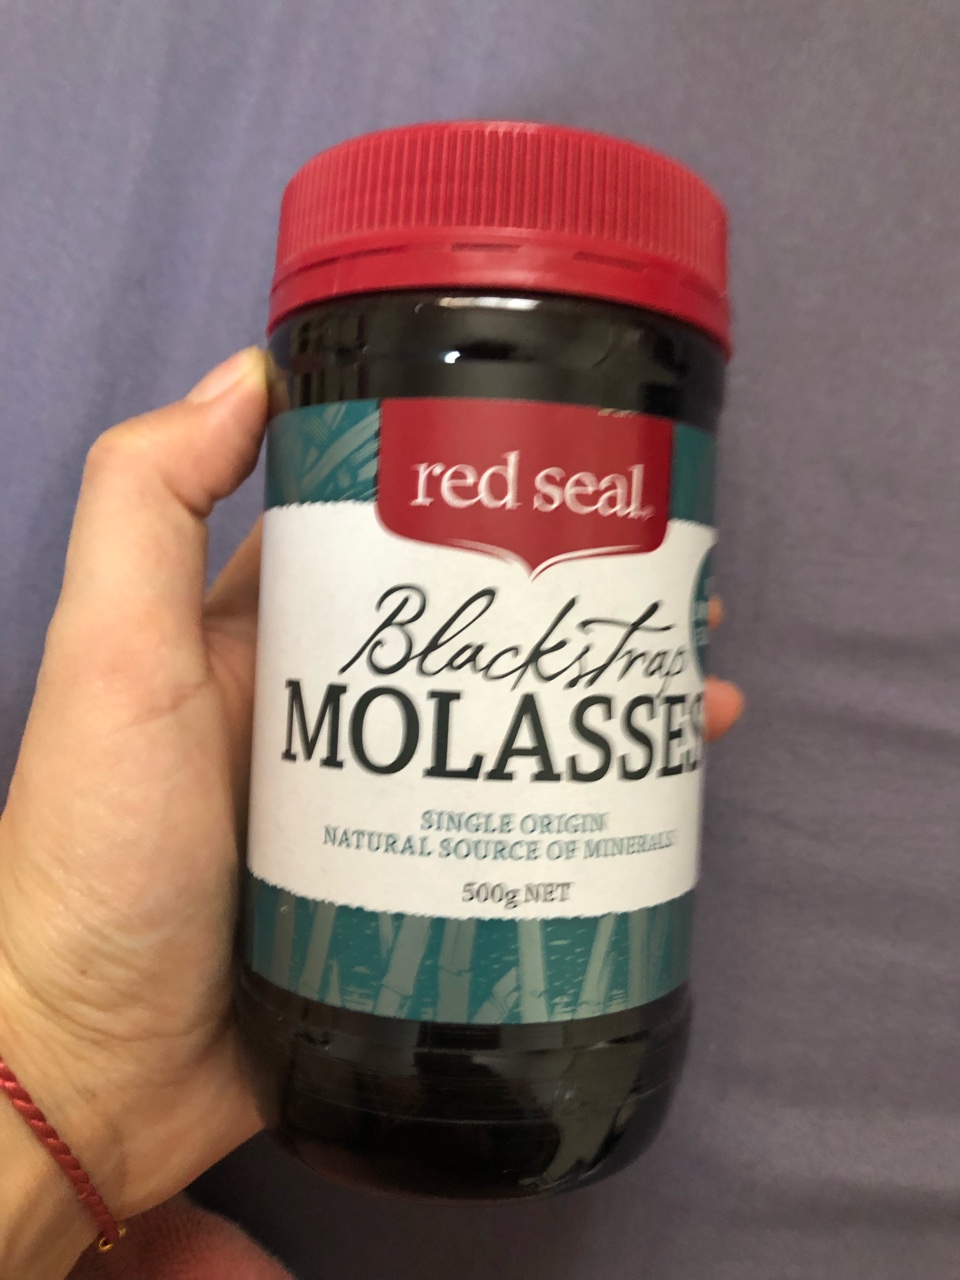 red seal
Blackstrap
MOLASSES
SINGLE ORIGIN
NATURAL SOURCE OF MINERALS
500g NET